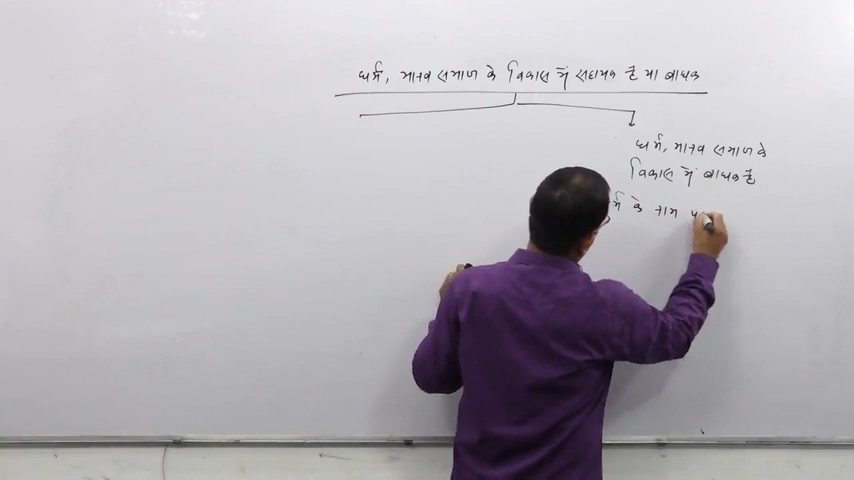 धर्म, मानव समाज के विकास में सहायक है या बाधक
धर्म, मानव समाज के
विकास में बाधक है
के नाम